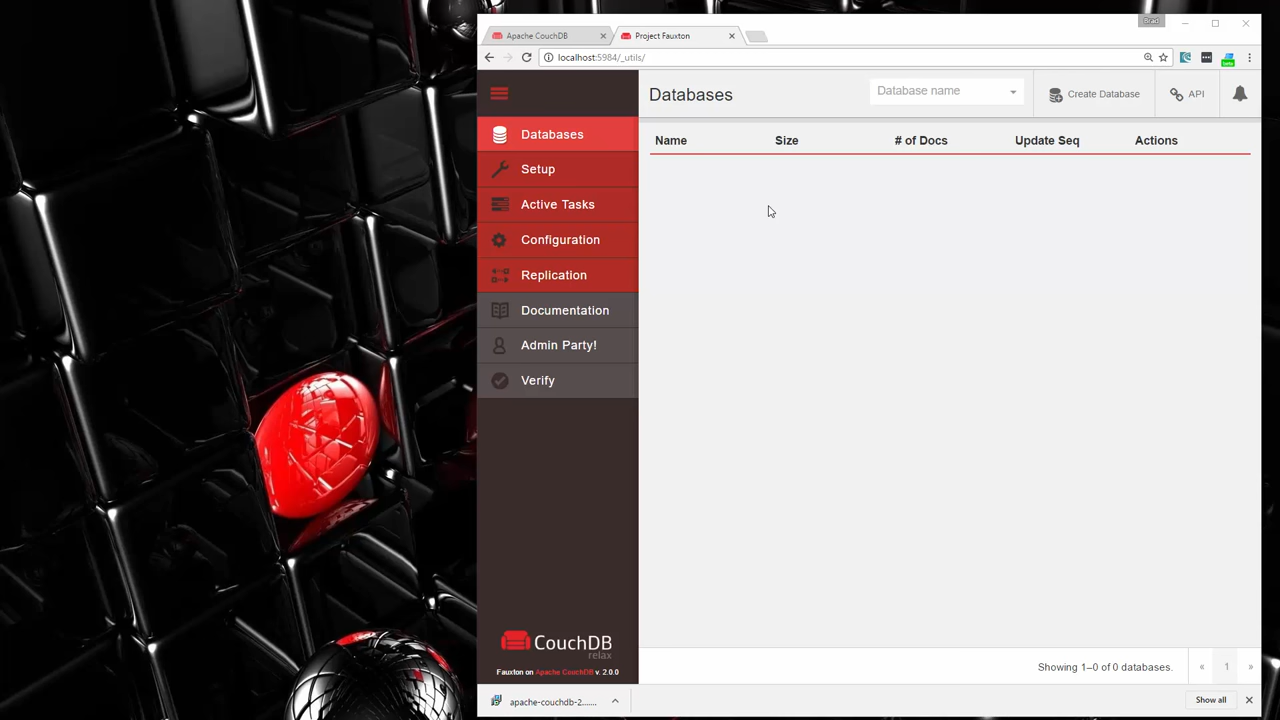 Brad
Apache CouchDB
Project Fauxton
localhost:5984/_utils/
Databases
Database name
Create Database
API
Databases
Setup
Active Tasks
Configuration
Replication
Documentation
Admin Party!
Verify
Name Size # of Docs Update Seq Actions
CouchDB
relax
Fauxton on Apache CouchDB v. 2.0.0
Showing 1–0 of 0 databases.
« 1 »
apache-couchdb-2......
Show all